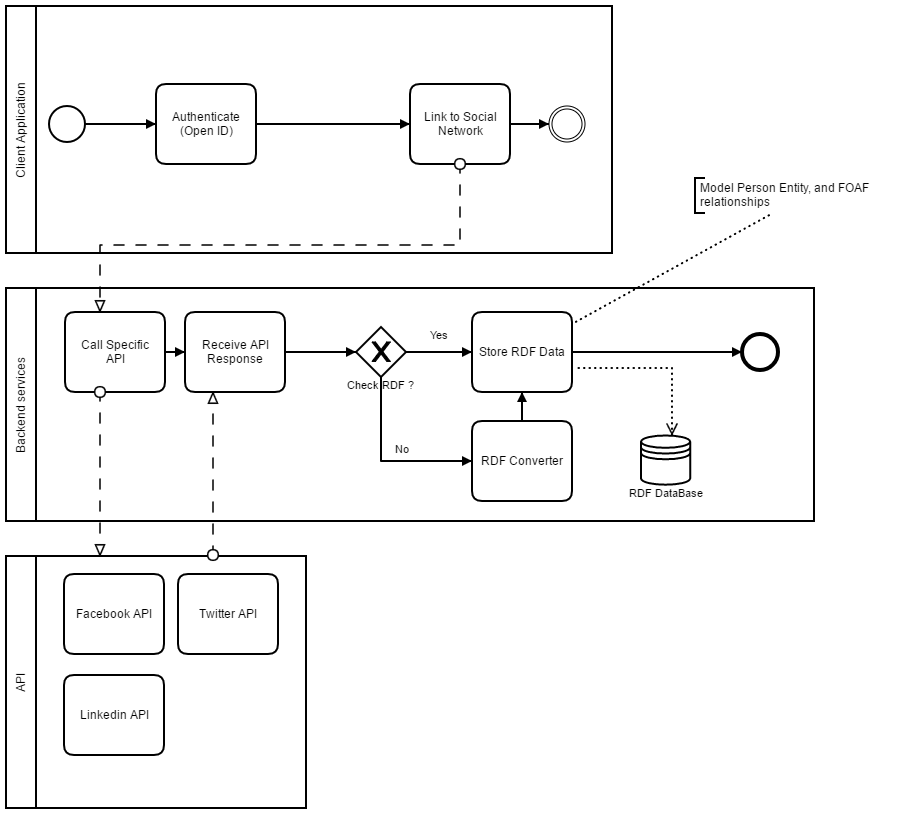 Client Application
Authenticate
(Open ID)
Link to Social
Network
Model Person Entity, and FOAF
relationships
Backend services
Call Specific
API
Receive API
Response
Check RDF ?
Yes
No
Store RDF Data
RDF Converter
RDF DataBase
API
Facebook API
Twitter API
Linkedin API